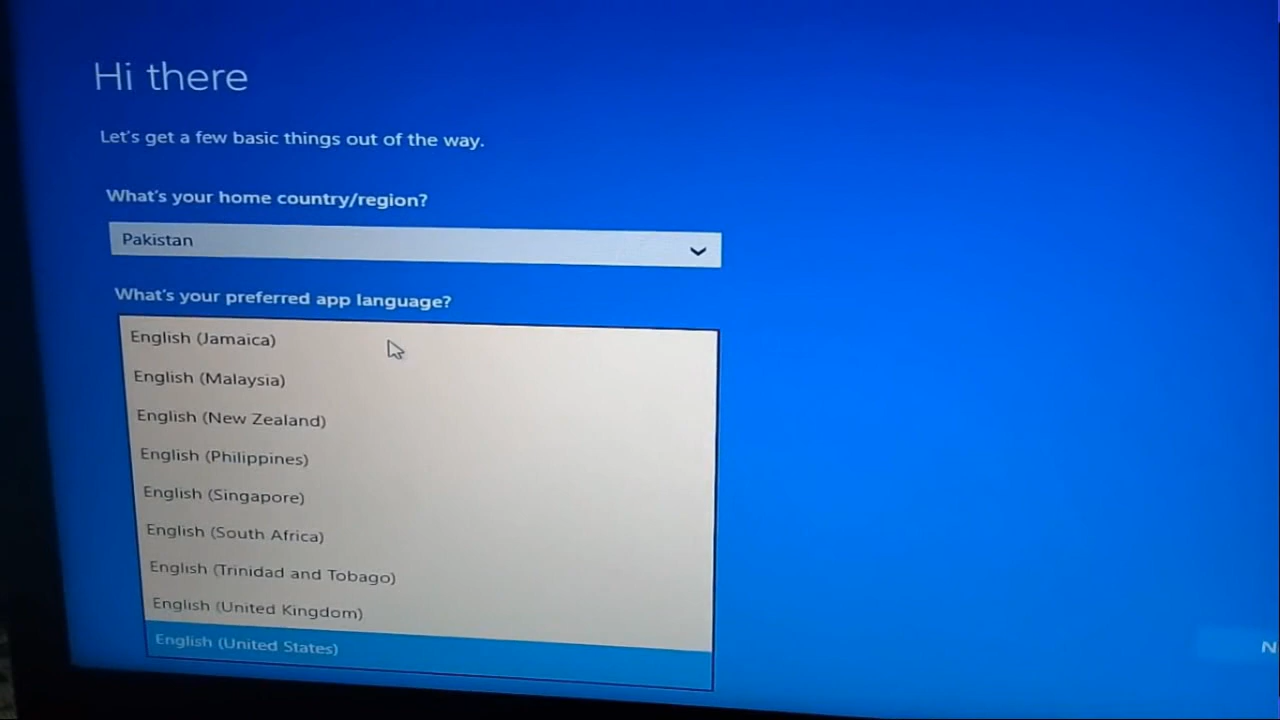 Hi there
Let's get a few basic things out of the way.
What's your home country/region?
Pakistan
What's your preferred app language?
English (Jamaica)
English (Malaysia)
English (New Zealand)
English (Philippines)
English (Singapore)
English (South Africa)
English (Trinidad and Tobago)
English (United Kingdom)
English (United States)